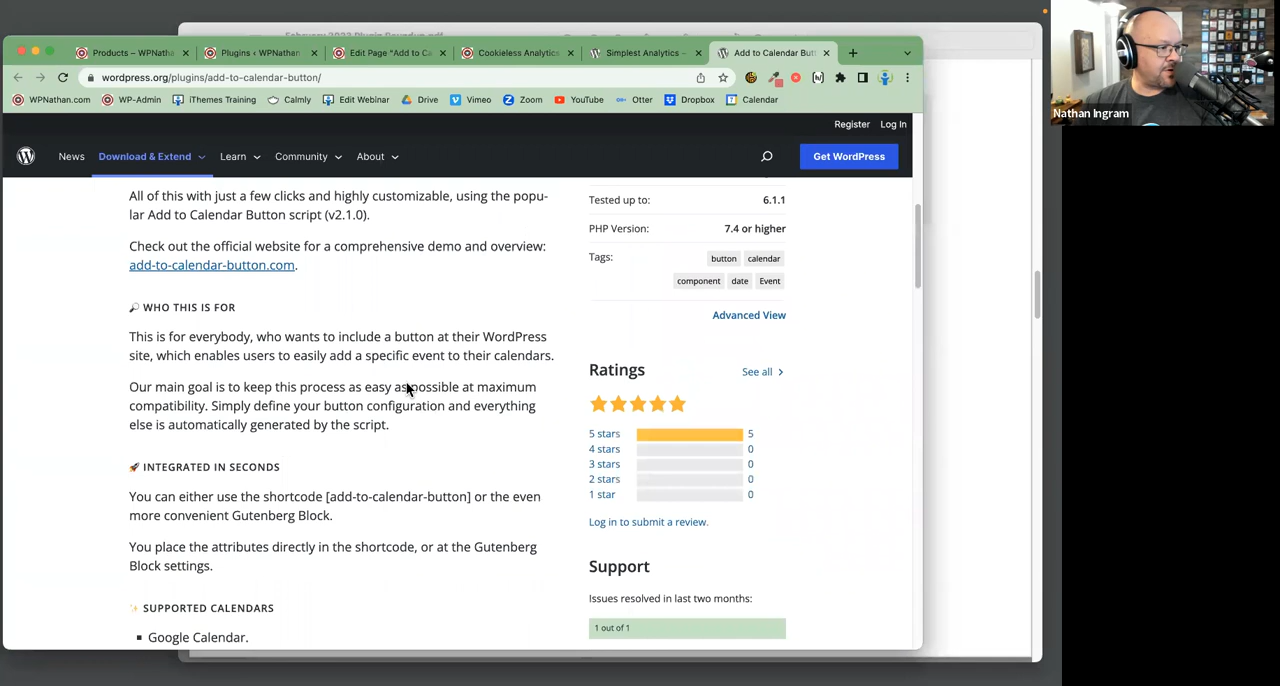 February 2023 Plugin Roundup.pdf
Products – WPNatha
Plugins ‹ WPNathan
Edit Page "Add to Ca
Cookieless Analytics
Simplest Analytics –
Add to Calendar But
wordpress.org/plugins/add-to-calendar-button/
WPNathan.com
WP-Admin
iThemes Training
Calmly
Edit Webinar
Drive
Vimeo
Zoom
YouTube
Otter
Dropbox
Calendar
Nathan Ingram
Register
Log In
News
Download & Extend
Learn
Community
About
Get WordPress
All of this with just a few clicks and highly customizable, using the popu-
lar Add to Calendar Button script (v2.1.0).
Check out the official website for a comprehensive demo and overview:
add-to-calendar-button.com.
WHO THIS IS FOR
This is for everybody, who wants to include a button at their WordPress
site, which enables users to easily add a specific event to their calendars.
Our main goal is to keep this process as easy as possible at maximum
compatibility. Simply define your button configuration and everything
else is automatically generated by the script.
INTEGRATED IN SECONDS
You can either use the shortcode [add-to-calendar-button] or the even
more convenient Gutenberg Block.
You place the attributes directly in the shortcode, or at the Gutenberg
Block settings.
SUPPORTED CALENDARS
Google Calendar.
Tested up to: 6.1.1
PHP Version: 7.4 or higher
Tags: button calendar
component date Event
Advanced View
Ratings
See all
5 stars 5
4 stars 0
3 stars 0
2 stars 0
1 star 0
Log in to submit a review.
Support
Issues resolved in last two months:
1 out of 1